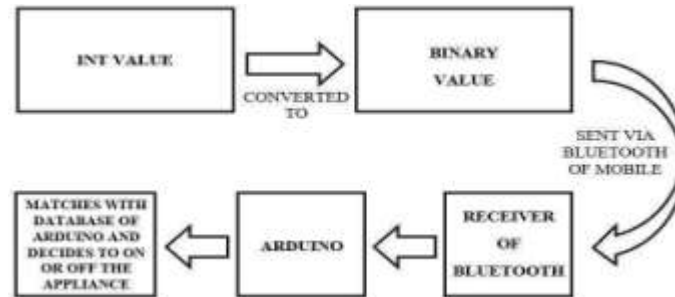 INT VALUE
BINARY
VALUE
CONVERTED
TO
SENT VIA
BLUETOOTH
OF MOBILE
RECEIVER
OF
BLUETOOTH
ARDUINO
MATCHES WITH
DATABASE OF
ARDUINO AND
DECIDES TO ON
OR OFF THE
APPLIANCE